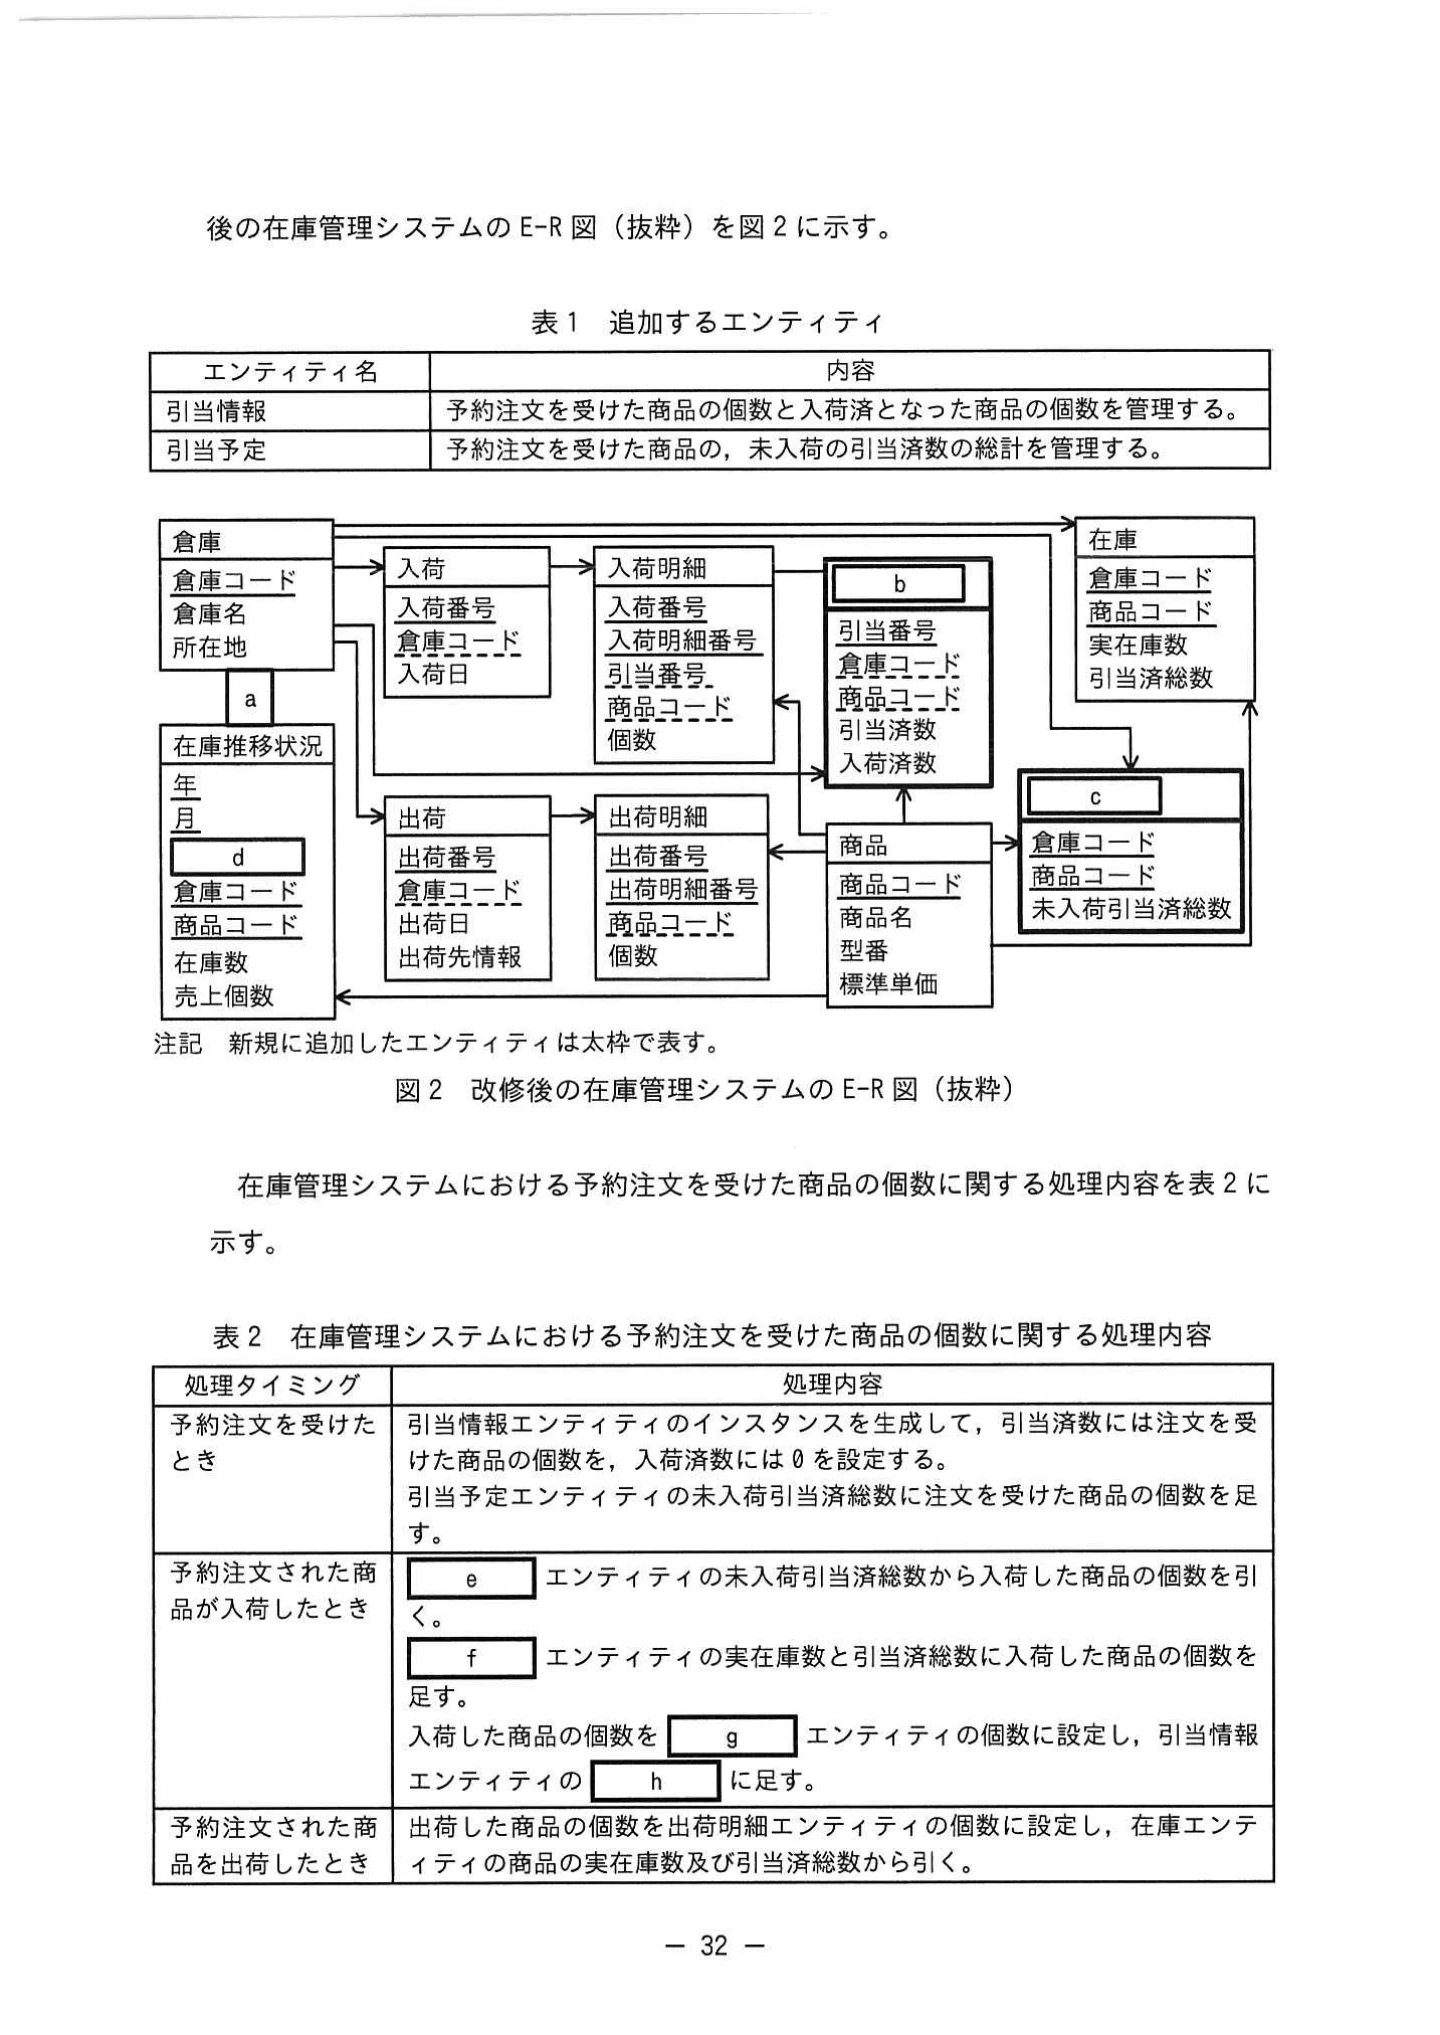 後の在庫管理システムの E-R 図（抜粋）を図 2 に示す。
表 1　追加するエンティティ
エンティティ名　内容
引当情報　予約注文を受けた商品の個数と入荷済となった商品の個数を管理する。
引当予定　予約注文を受けた商品の，未入荷の引当済数の総計を管理する。
倉庫
倉庫コード
倉庫名
所在地
a
在庫推移状況
年
月
d
倉庫コード
商品コード
在庫数
売上個数
入荷
入荷番号
倉庫コード
入荷日
入荷明細
入荷番号
入荷明細番号
引当番号
商品コード
個数
出荷
出荷番号
倉庫コード
出荷日
出荷先情報
出荷明細
出荷番号
出荷明細番号
商品コード
個数
b
引当番号
倉庫コード
商品コード
引当済数
入荷済数
商品
商品コード
商品名
型番
標準単価
在庫
倉庫コード
商品コード
実在庫数
引当済総数
c
倉庫コード
商品コード
未入荷引当済総数
注記　新規に追加したエンティティは太枠で表す。
図 2　改修後の在庫管理システムの E-R 図（抜粋）
在庫管理システムにおける予約注文を受けた商品の個数に関する処理内容を表 2 に
示す。
表 2　在庫管理システムにおける予約注文を受けた商品の個数に関する処理内容
処理タイミング　処理内容
予約注文を受けた
とき
引当情報エンティティのインスタンスを生成して，引当済数には注文を受
けた商品の個数を，入荷済数には 0 を設定する。
引当予定エンティティの未入荷引当済総数に注文を受けた商品の個数を足
す。
予約注文された商
品が入荷したとき
e エンティティの未入荷引当済総数から入荷した商品の個数を引
く。
f エンティティの実在庫数と引当済総数に入荷した商品の個数を
足す。
入荷した商品の個数を g エンティティの個数に設定し，引当情報
エンティティの h に足す。
予約注文された商
品を出荷したとき
出荷した商品の個数を出荷明細エンティティの個数に設定し，在庫エンテ
ィティの商品の実在庫数及び引当済総数から引く。
－ 32 －